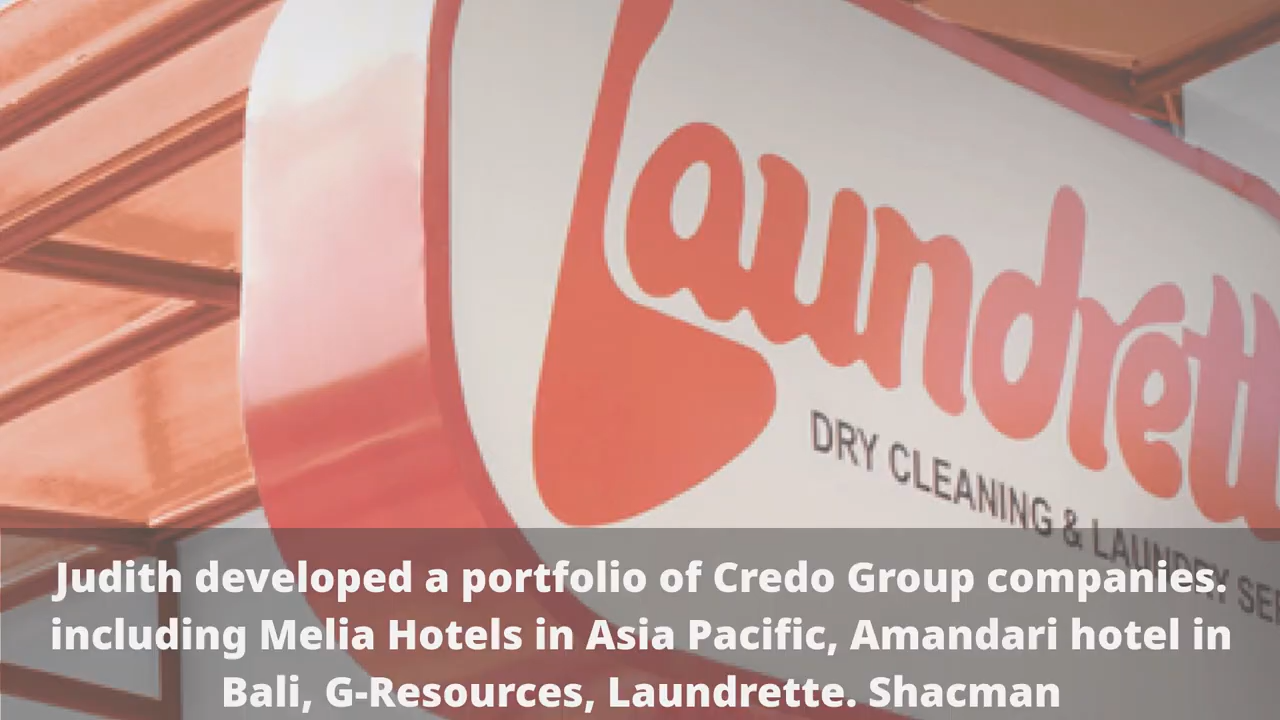 Laundrett
DRY CLEANING & LAUNDRY SE
Judith developed a portfolio of Credo Group companies.
including Melia Hotels in Asia Pacific, Amandari hotel in
Bali, G-Resources, Laundrette. Shacman